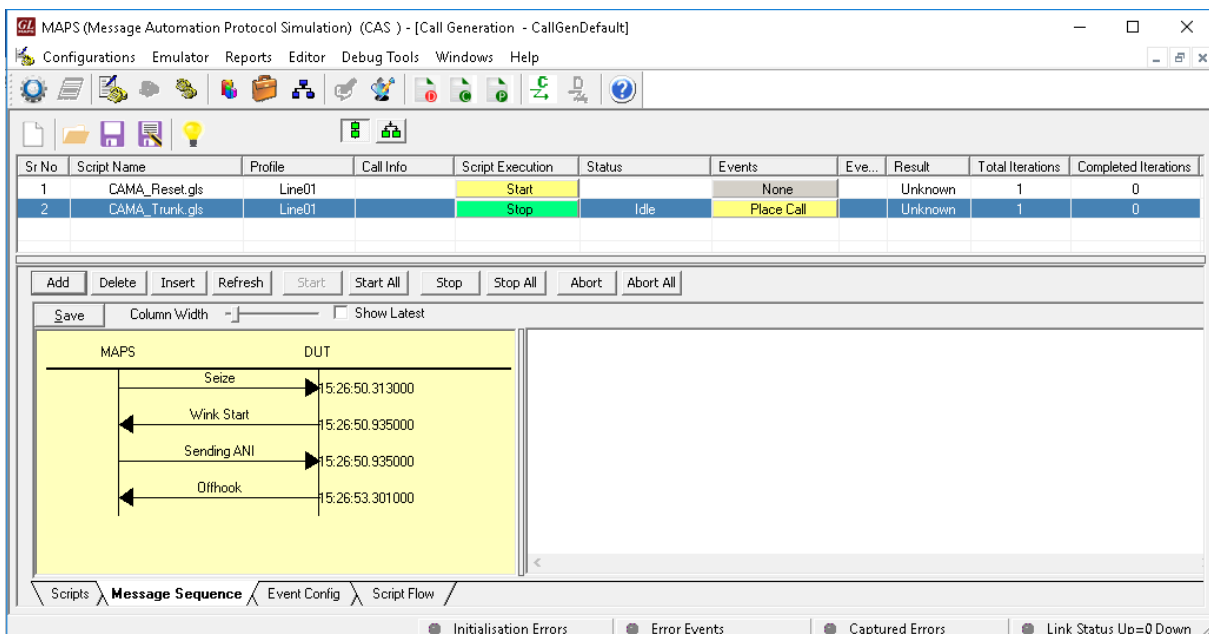 GL MAPS MAPS (Message Automation Protocol Simulation) (CAS ) - [Call Generation - CallGenDefault]
Configurations Emulator Reports Editor Debug Tools Windows Help
Sr No Script Name Profile Call Info Script Execution Status Events Eve... Result Total Iterations Completed Iterations
1 CAMA_Reset.gls Line01 Start None Unknown 1 0
2 CAMA_Trunk.gls Line01 Stop Idle Place Call Unknown 1 0
Add Delete Insert Refresh Start Start All Stop Stop All Abort Abort All
Save Column Width Show Latest
MAPS DUT
Seize
15:26:50.313000
Wink Start
15:26:50.935000
Sending ANI
15:26:50.935000
Offhook
15:26:53.301000
Scripts Message Sequence Event Config Script Flow
Initialisation Errors Error Events Captured Errors Link Status Up=0 Down